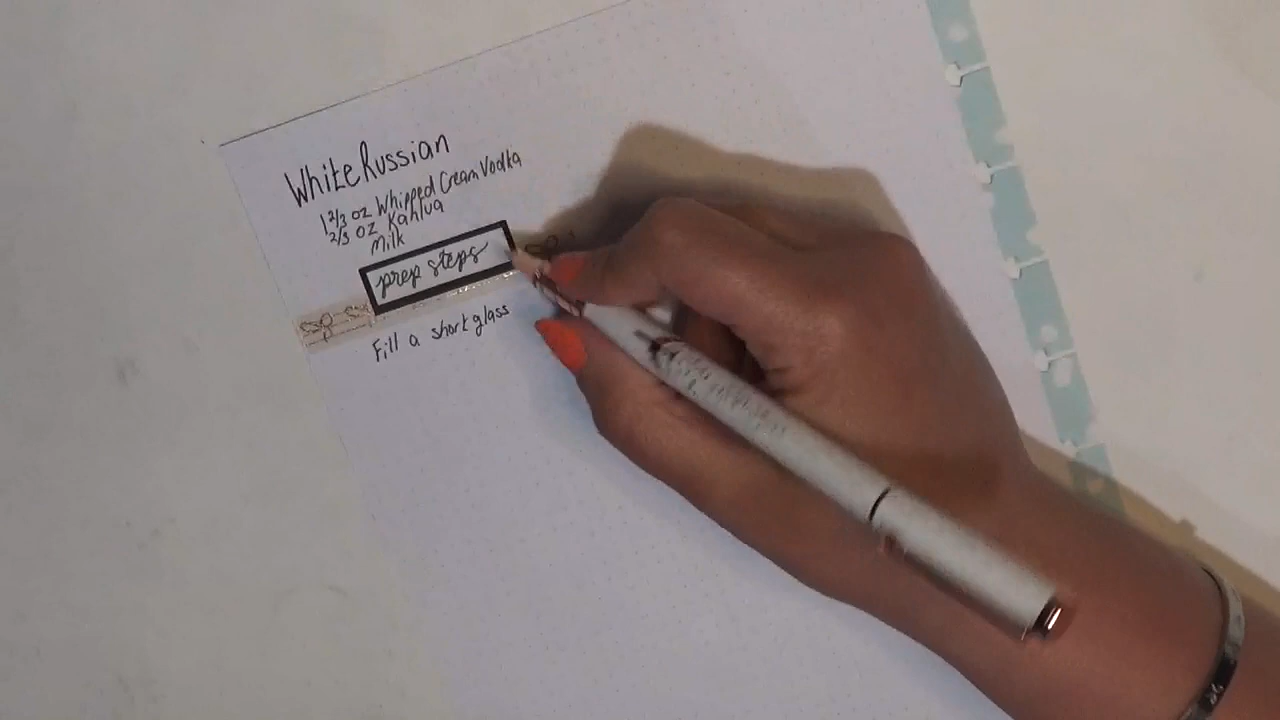 White Russian
1 2/3 oz Whipped Cream Vodka
2/3 oz Kahlua
Milk
prep steps
Fill a short glass